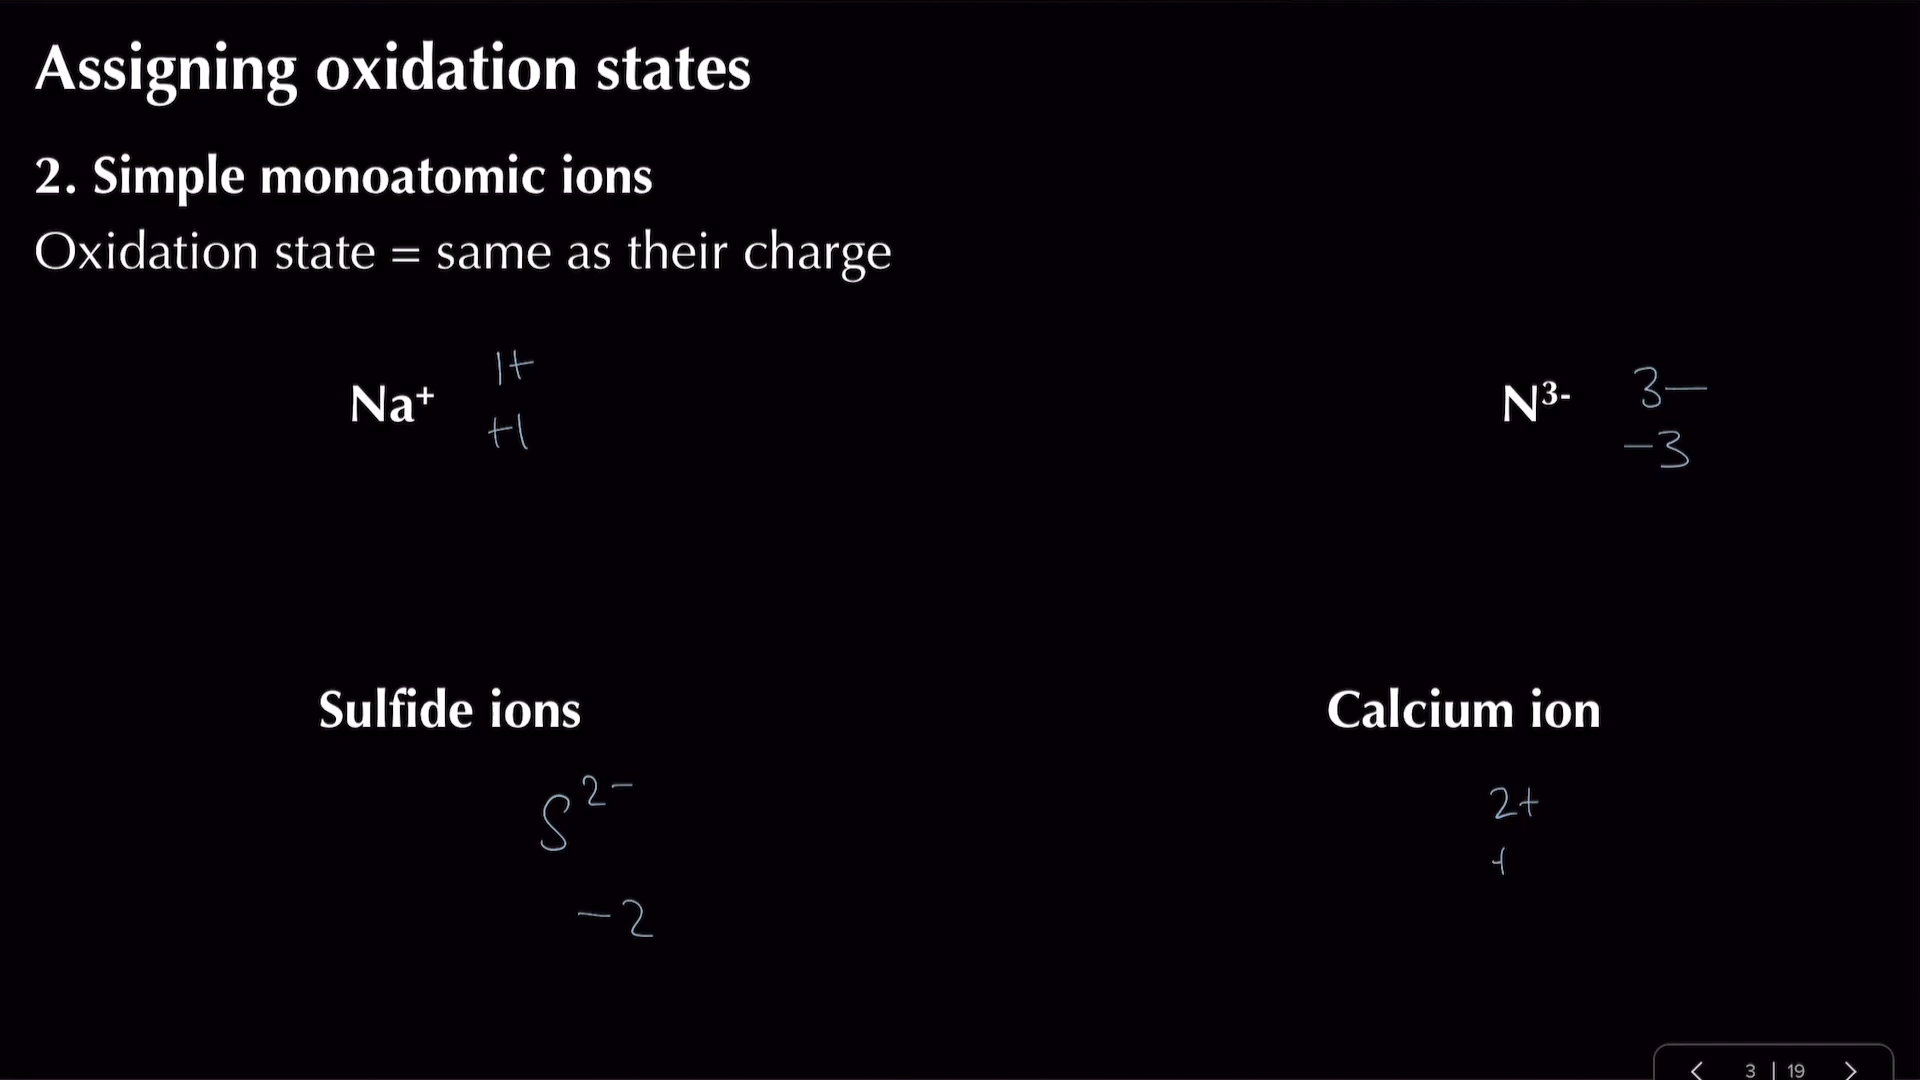 Assigning oxidation states
2. Simple monoatomic ions
Oxidation state = same as their charge
Na⁺
1+
+1
N³⁻
3−
−3
Sulfide ions
S²⁻
−2
Calcium ion
2+
+
3 | 19